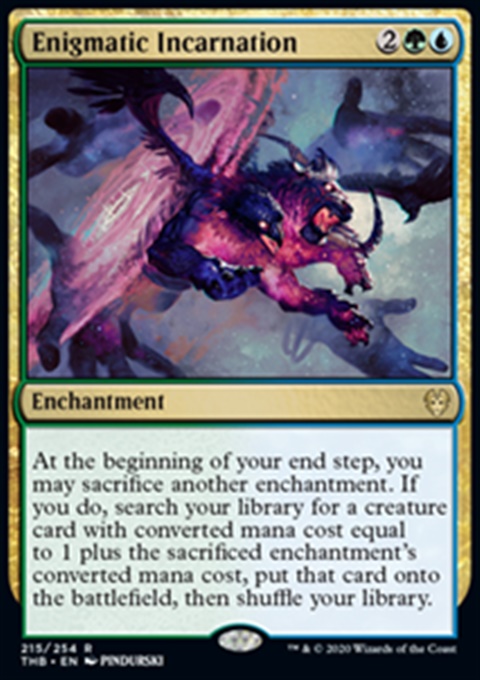 Enigmatic Incarnation 2
Enchantment
At the beginning of your end step, you
may sacrifice another enchantment. If
you do, search your library for a creature
card with converted mana cost equal
to 1 plus the sacrificed enchantment's
converted mana cost, put that card onto
the battlefield, then shuffle your library.
215/254 R
™ & © 2020 Wizards of the Coast
THB • EN PINDURSKI